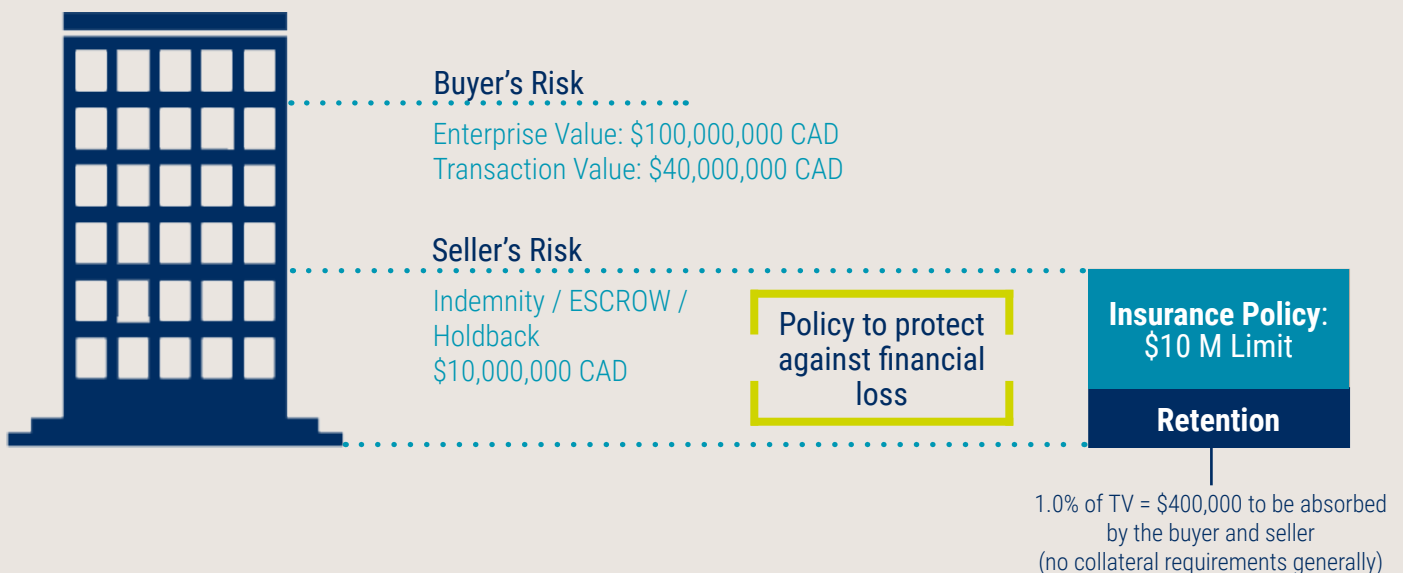 Buyer's Risk
Enterprise Value: $100,000,000 CAD
Transaction Value: $40,000,000 CAD
Seller's Risk
Indemnity / ESCROW /
Holdback
$10,000,000 CAD
Policy to protect
against financial
loss
Insurance Policy:
$10 M Limit
Retention
1.0% of TV = $400,000 to be absorbed
by the buyer and seller
(no collateral requirements generally)